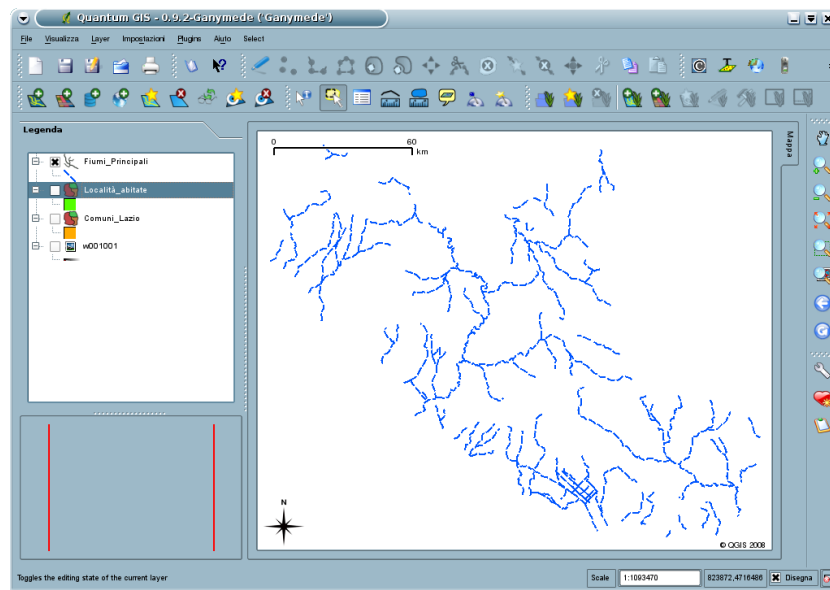 Quantum GIS - 0.9.2-Ganymede ('Ganymede')
File Visualizza Layer Impostazioni Plugins Aiuto Select
Legenda
Fiumi_Principali
Località_abitate
Comuni_Lazio
w001001
Mappa
0 60
km
N
© QGIS 2008
Toggles the editing state of the current layer
Scale 1:1093470 823872,4716486 Disegna